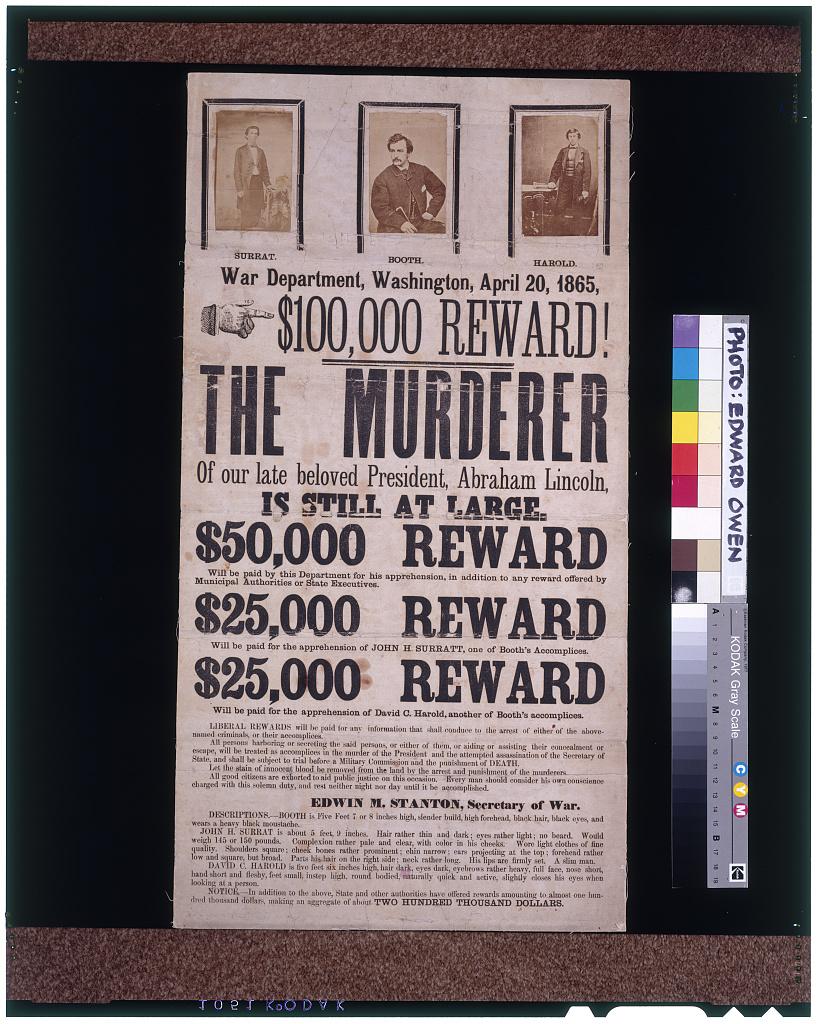 SURRAT.
BOOTH.
HAROLD.
War Department, Washington, April 20, 1865,
$100,000 REWARD!
THE MURDERER
Of our late beloved President, Abraham Lincoln,
IS STILL AT LARGE.
$50,000 REWARD
Will be paid by this Department for his apprehension, in addition to any reward offered by
Municipal Authorities or State Executives.
$25,000 REWARD
Will be paid for the apprehension of JOHN H. SURRATT, one of Booth's Accomplices.
$25,000 REWARD
Will be paid for the apprehension of David C. Harold, another of Booth's accomplices.
LIBERAL REWARDS will be paid for any information that shall conduce to the arrest of either of the above-
named criminals, or their accomplices.
All persons harboring or secreting the said persons, or either of them, or aiding or assisting their concealment or
escape, will be treated as accomplices in the murder of the President and the attempted assassination of the Secretary of
State, and shall be subject to trial before a Military Commission and the punishment of DEATH.
Let the stain of innocent blood be removed from the land by the arrest and punishment of the murderers.
All good citizens are exhorted to aid public justice on this occasion. Every man should consider his own conscience
charged with this solemn duty, and rest neither night nor day until it be accomplished.
EDWIN M. STANTON, Secretary of War.
DESCRIPTIONS.—BOOTH is Five Feet 7 or 8 inches high, slender build, high forehead, black hair, black eyes, and
wears a heavy black moustache.
JOHN H. SURRAT is about 5 feet, 9 inches. Hair rather thin and dark; eyes rather light; no beard. Would
weigh 145 or 150 pounds. Complexion rather pale and clear, with color in his cheeks. Wore light clothes of fine
quality. Shoulders square; cheek bones rather prominent; chin narrow; ears projecting at the top; forehead rather
low and square, but broad. Parts his hair on the right side; neck rather long. His lips are firmly set. A slim man.
DAVID C. HAROLD is five feet six inches high, hair dark, eyes dark, eyebrows rather heavy, full face, nose short,
hand short and fleshy, feet small, instep high, round bodied, naturally quick and active, slightly closes his eyes when
looking at a person.
NOTICE.—In addition to the above, State and other authorities have offered rewards amounting to almost one hun-
dred thousand dollars, making an aggregate of about TWO HUNDRED THOUSAND DOLLARS.
PHOTO: EDWARD OWEN
KODAK Gray Scale
A 1 2 3 4 5 6 M 8 9 10 11 12 13 14 15 B 17 18 19
C
Y
M
1051 KODAK